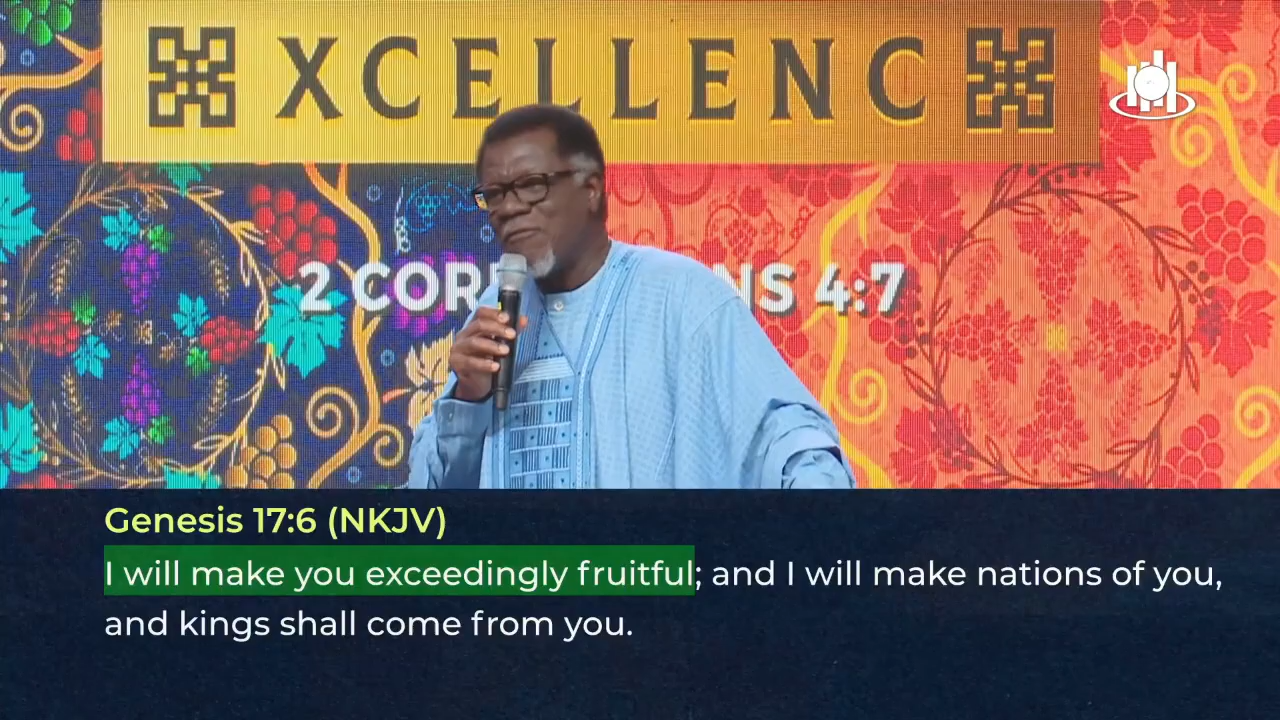 XCELLENC
2 COR NS 4:7
Genesis 17:6 (NKJV)
I will make you exceedingly fruitful; and I will make nations of you,
and kings shall come from you.